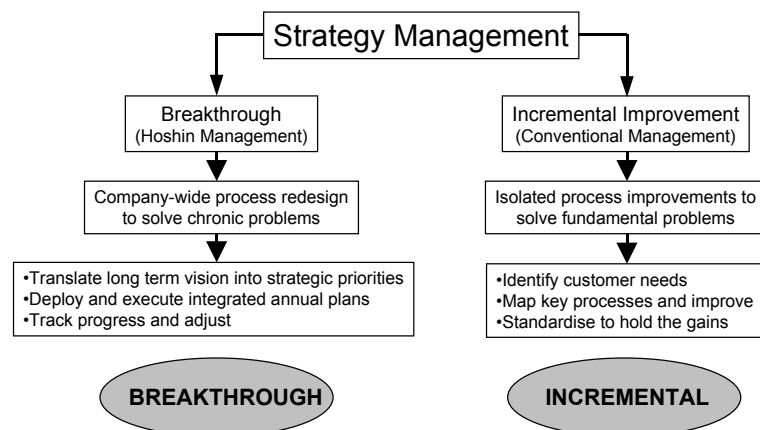 Strategy Management
Breakthrough
(Hoshin Management)
Company-wide process redesign
to solve chronic problems
•Translate long term vision into strategic priorities
•Deploy and execute integrated annual plans
•Track progress and adjust
BREAKTHROUGH
Incremental Improvement
(Conventional Management)
Isolated process improvements to
solve fundamental problems
•Identify customer needs
•Map key processes and improve
•Standardise to hold the gains
INCREMENTAL